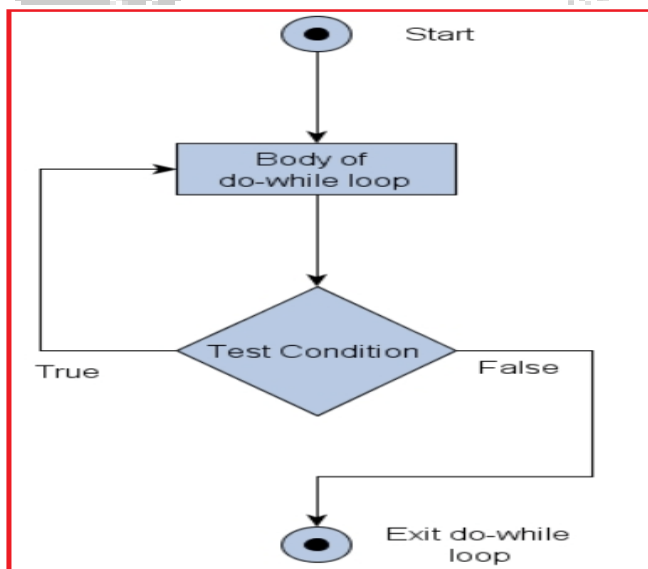 Start
Body of
do-while loop
Test Condition
True
False
Exit do-while
loop